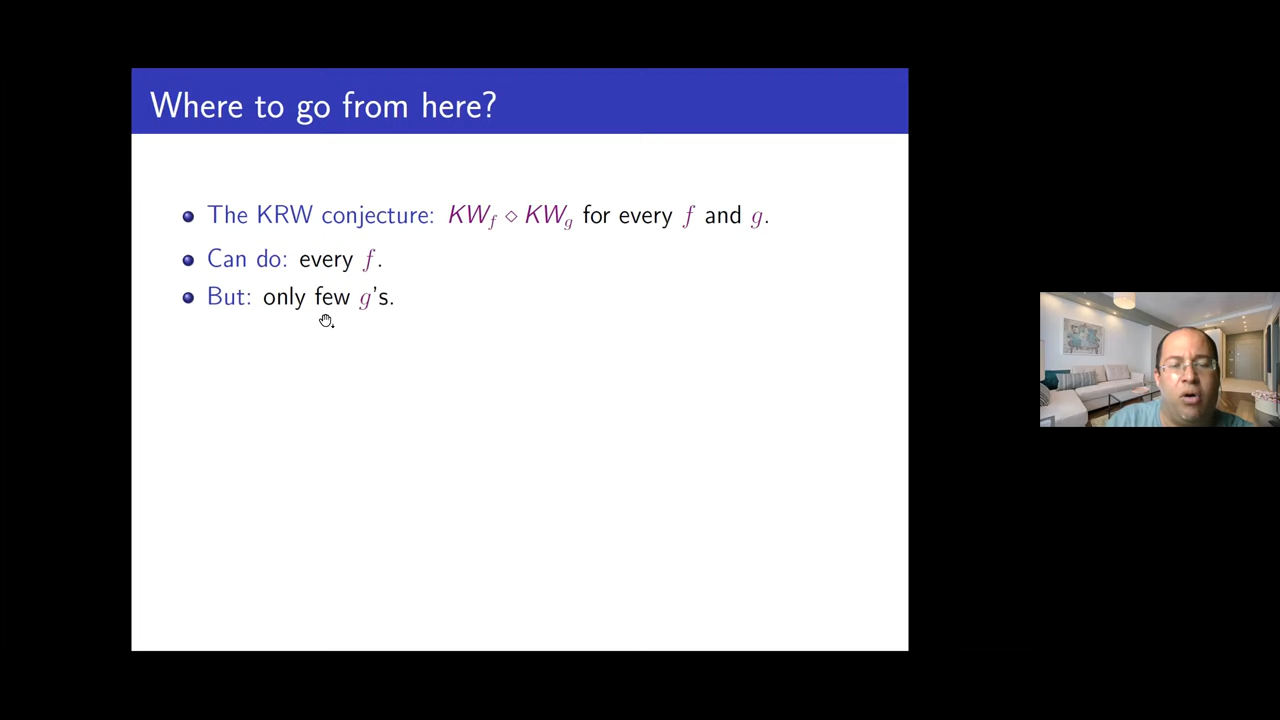 Where to go from here?
The KRW conjecture: KW_f ⋄ KW_g for every f and g.
Can do: every f.
But: only few g's.